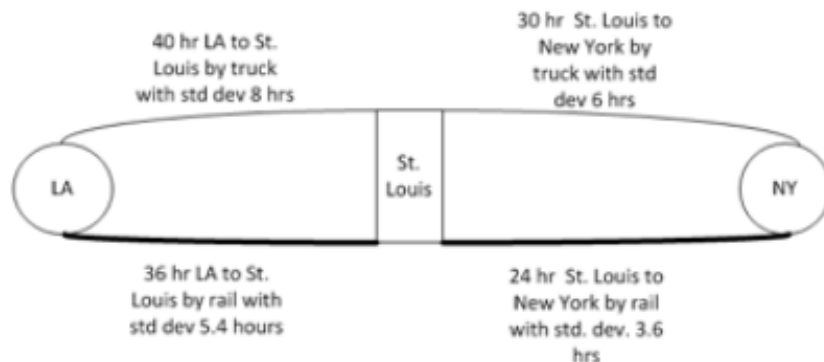 40 hr LA to St.
Louis by truck
with std dev 8 hrs
30 hr  St. Louis to
New York by
truck with std
dev 6 hrs
LA
St.
Louis
NY
36 hr LA to St.
Louis by rail with
std dev 5.4 hours
24 hr  St. Louis to
New York by rail
with std. dev. 3.6
hrs